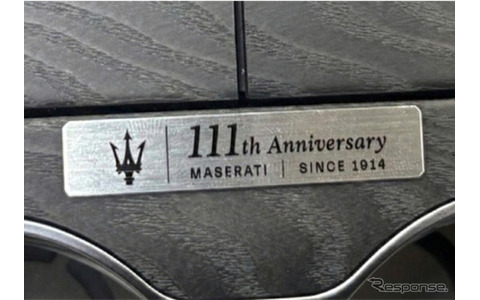 111th Anniversary
MASERATI | SINCE 1914
Response.